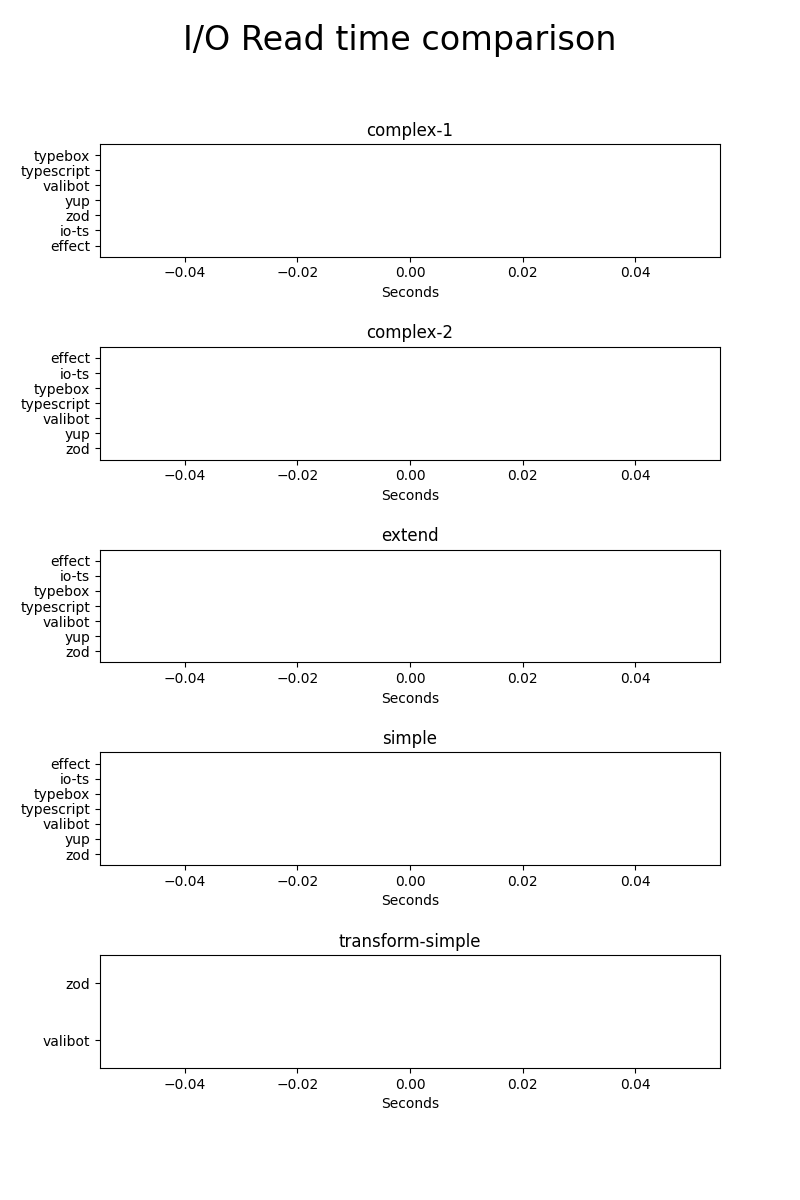 I/O Read time comparison
complex-1
typebox
typescript
valibot
yup
zod
io-ts
effect
−0.04 −0.02 0.00 0.02 0.04
Seconds
complex-2
effect
io-ts
typebox
typescript
valibot
yup
zod
−0.04 −0.02 0.00 0.02 0.04
Seconds
extend
effect
io-ts
typebox
typescript
valibot
yup
zod
−0.04 −0.02 0.00 0.02 0.04
Seconds
simple
effect
io-ts
typebox
typescript
valibot
yup
zod
−0.04 −0.02 0.00 0.02 0.04
Seconds
transform-simple
zod
valibot
−0.04 −0.02 0.00 0.02 0.04
Seconds